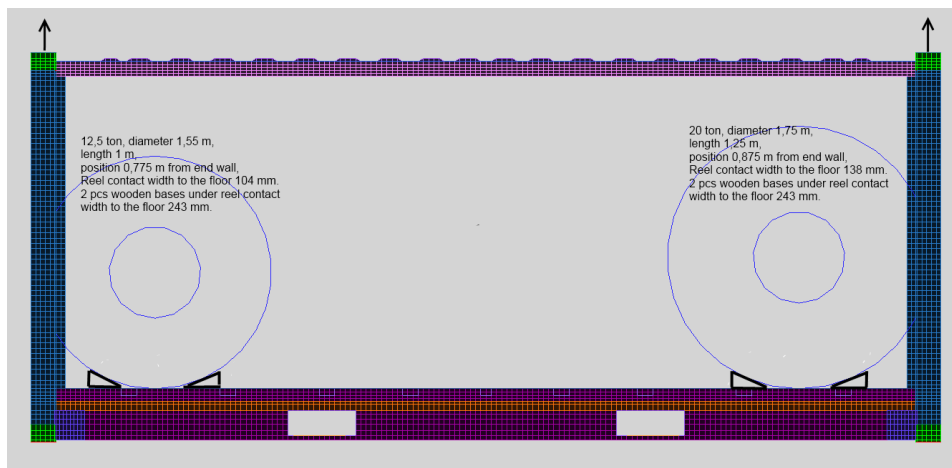 12,5 ton, diameter 1,55 m,
length 1 m,
position 0,775 m from end wall,
Reel contact width to the floor 104 mm.
2 pcs wooden bases under reel contact
width to the floor 243 mm.
20 ton, diameter 1,75 m,
length 1,25 m,
position 0,875 m from end wall,
Reel contact width to the floor 138 mm.
2 pcs wooden bases under reel contact
width to the floor 243 mm.